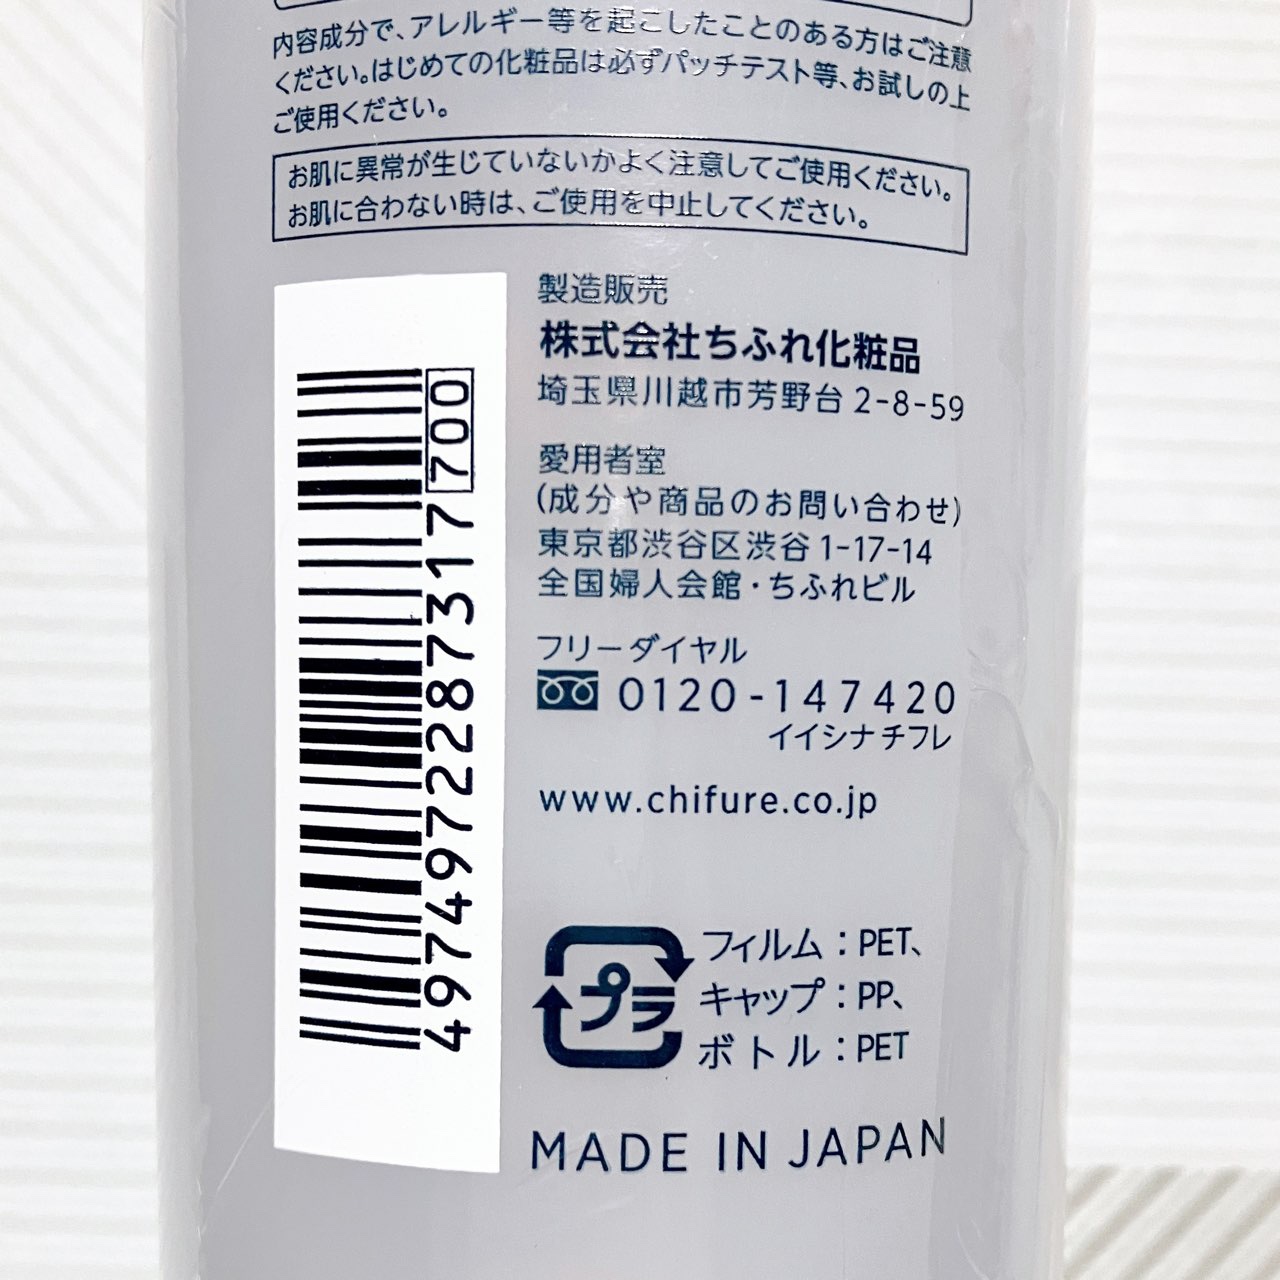 内容成分で、アレルギー等を起こしたことのある方はご注意
ください。はじめての化粧品は必ずパッチテスト等、お試しの上
ご使用ください。
お肌に異常が生じていないかよく注意してご使用ください。
お肌に合わない時は、ご使用を中止してください。
製造販売
株式会社ちふれ化粧品
埼玉県川越市芳野台2-8-59
愛用者室
(成分や商品のお問い合わせ)
東京都渋谷区渋谷1-17-14
全国婦人会館・ちふれビル
フリーダイヤル
0120-147420
イイシナチフレ
www.chifure.co.jp
プラ
フィルム:PET、
キャップ:PP、
ボトル:PET
MADE IN JAPAN
4974972287317 700